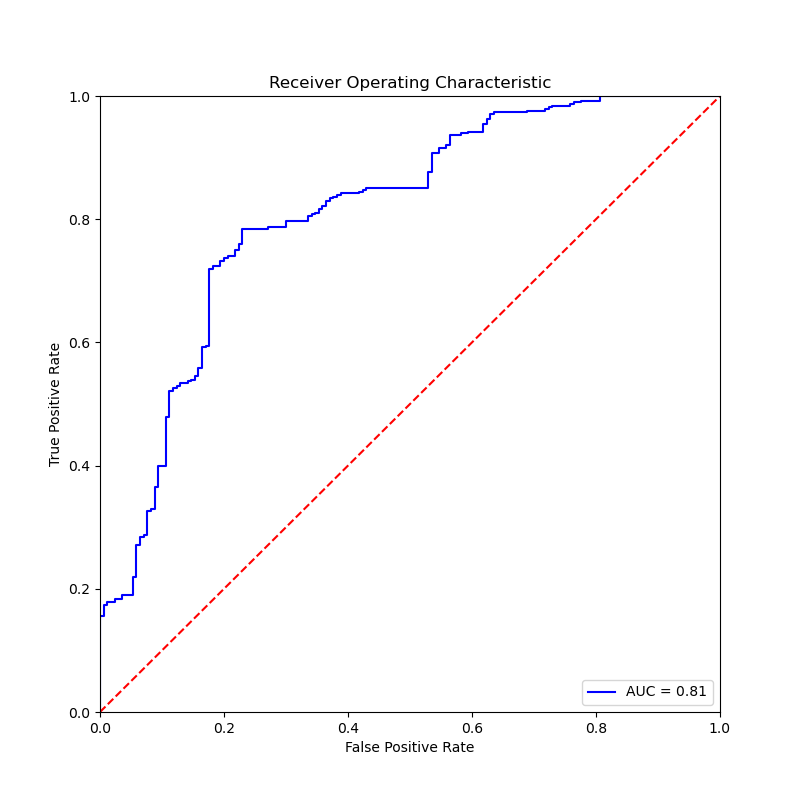 Receiver Operating Characteristic
True Positive Rate
1.0
0.8
0.6
0.4
0.2
0.0
AUC = 0.81
0.0 0.2 0.4 0.6 0.8 1.0
False Positive Rate